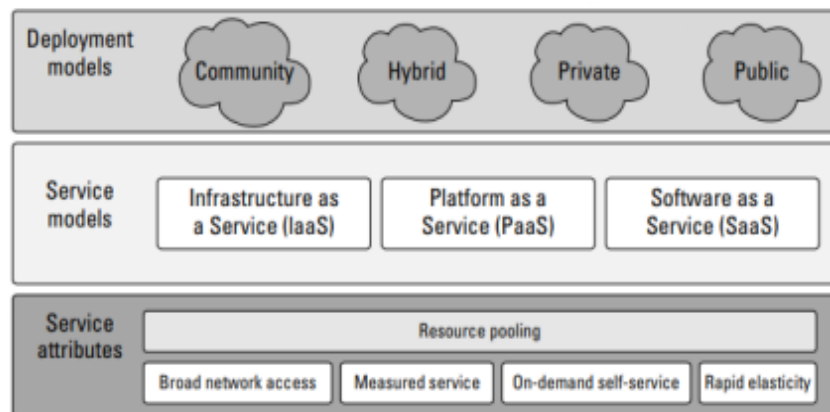 Deployment
models
Community
Hybrid
Private
Public
Service
models
Infrastructure as
a Service (IaaS)
Platform as a
Service (PaaS)
Software as a
Service (SaaS)
Service
attributes
Resource pooling
Broad network access
Measured service
On-demand self-service
Rapid elasticity